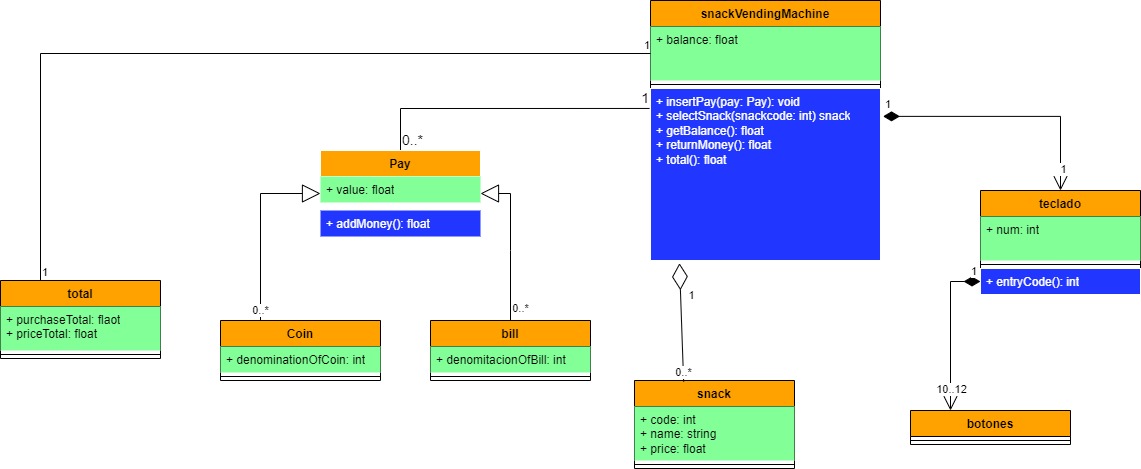 snackVendingMachine
+ balance: float
+ insertPay(pay: Pay): void
+ selectSnack(snackcode: int) snack
+ getBalance(): float
+ returnMoney(): float
+ total(): float
1
1
1
1
0..*
Pay
+ value: float
+ addMoney(): float
1
teclado
+ num: int
+ entryCode(): int
1
1
total
+ purchaseTotal: flaot
+ priceTotal: float
0..*
Coin
+ denominationOfCoin: int
0..*
bill
+ denomitacionOfBill: int
0..*
snack
+ code: int
+ name: string
+ price: float
10..12
botones